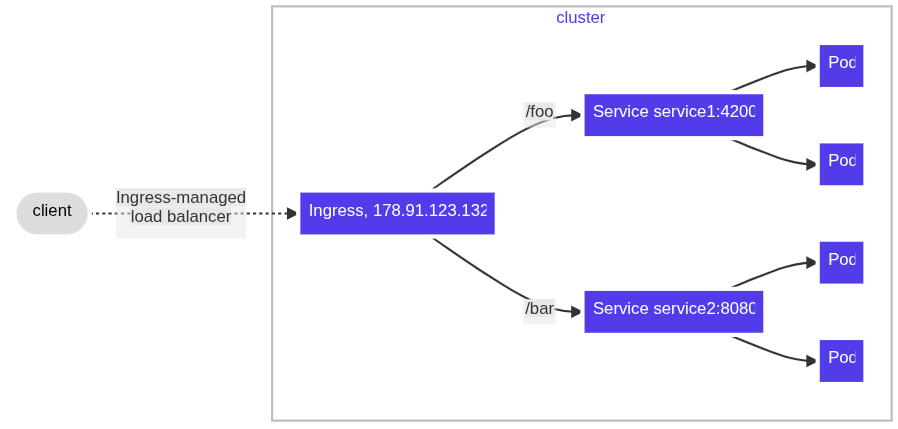 cluster
Pod
/foo
Service service1:4200
Pod
Ingress-managed
load balancer
client
Ingress, 178.91.123.132
Pod
/bar
Service service2:8080
Pod